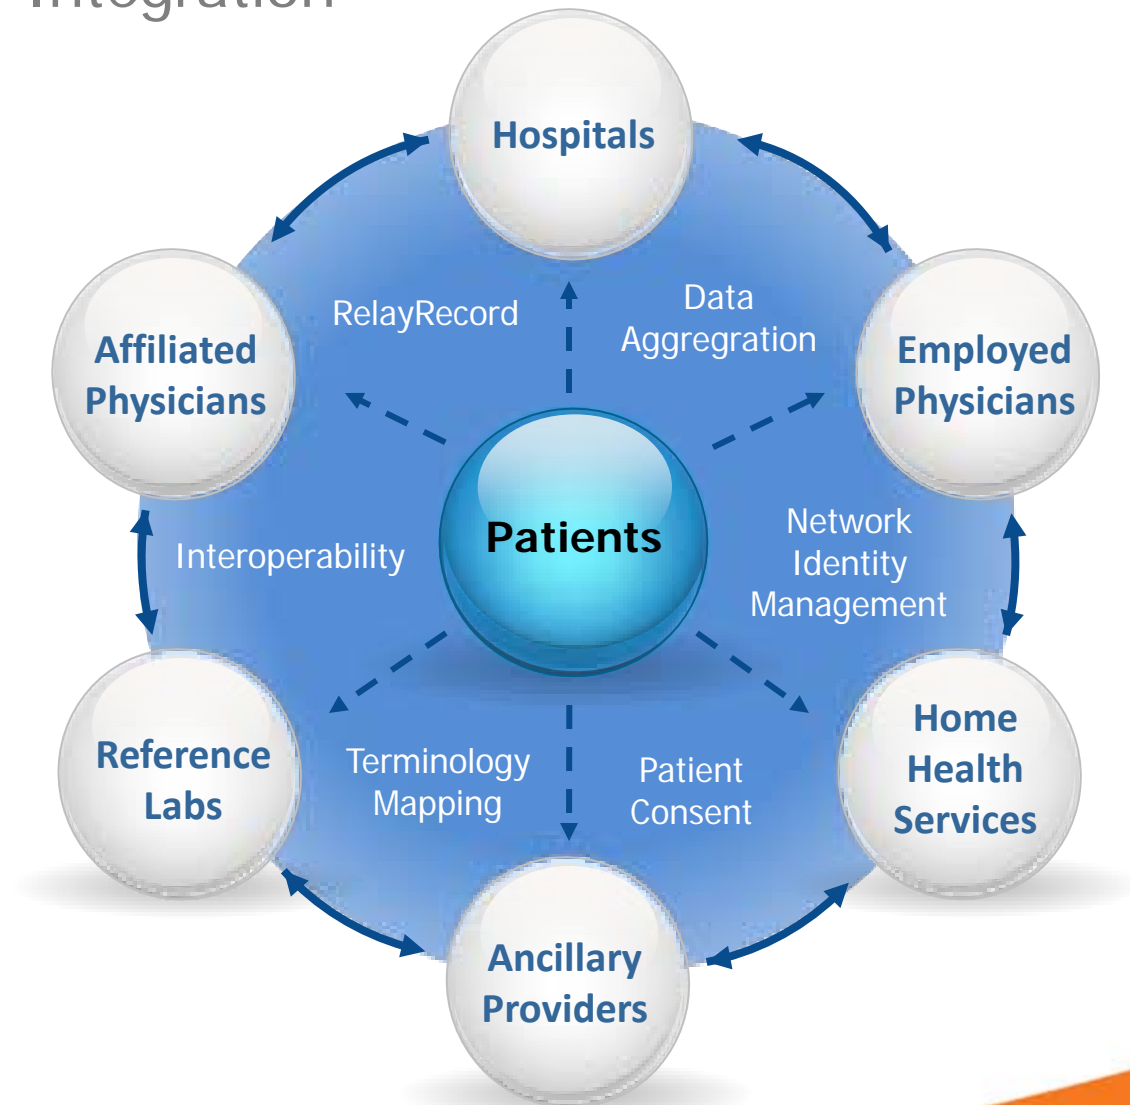 Integration
Hospitals
RelayRecord
Data
Aggregration
Affiliated
Physicians
Employed
Physicians
Patients
Interoperability
Network
Identity
Management
Reference
Labs
Terminology
Mapping
Patient
Consent
Home
Health
Services
Ancillary
Providers